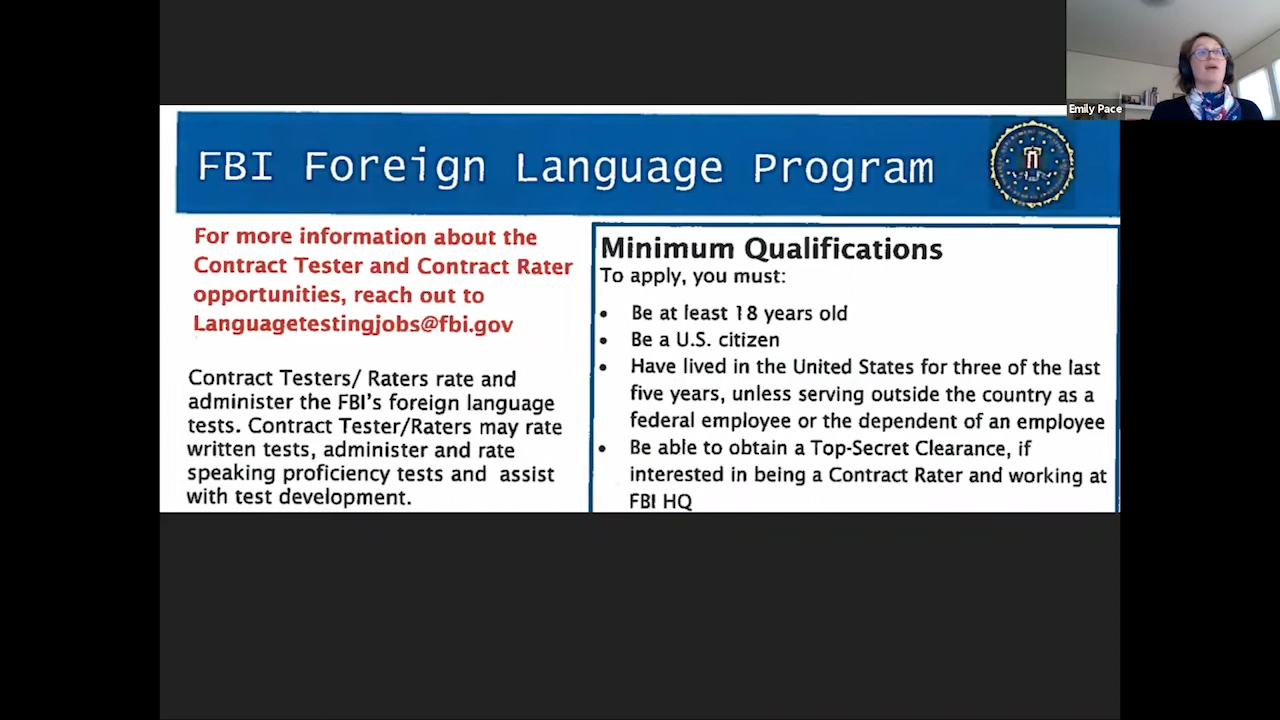 Emily Pace
FBI Foreign Language Program
For more information about the
Contract Tester and Contract Rater
opportunities, reach out to
Languagetestingjobs@fbi.gov
Contract Testers/ Raters rate and
administer the FBI's foreign language
tests. Contract Tester/Raters may rate
written tests, administer and rate
speaking proficiency tests and assist
with test development.
Minimum Qualifications
To apply, you must:
• Be at least 18 years old
• Be a U.S. citizen
• Have lived in the United States for three of the last
five years, unless serving outside the country as a
federal employee or the dependent of an employee
• Be able to obtain a Top-Secret Clearance, if
interested in being a Contract Rater and working at
FBI HQ